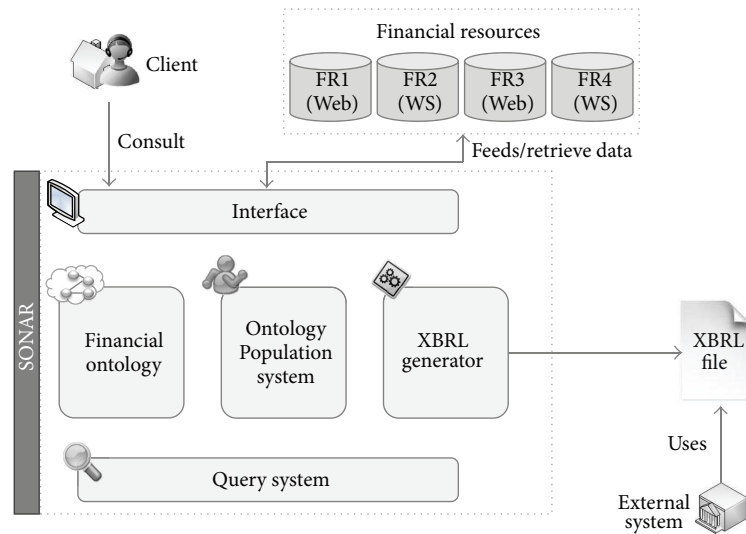 Financial resources
Client
FR1
(Web)
FR2
(WS)
FR3
(Web)
FR4
(WS)
Consult
Feeds/retrieve data
Interface
SONAR
Financial
ontology
Ontology
Population
system
XBRL
generator
XBRL
file
Query system
Uses
External
system